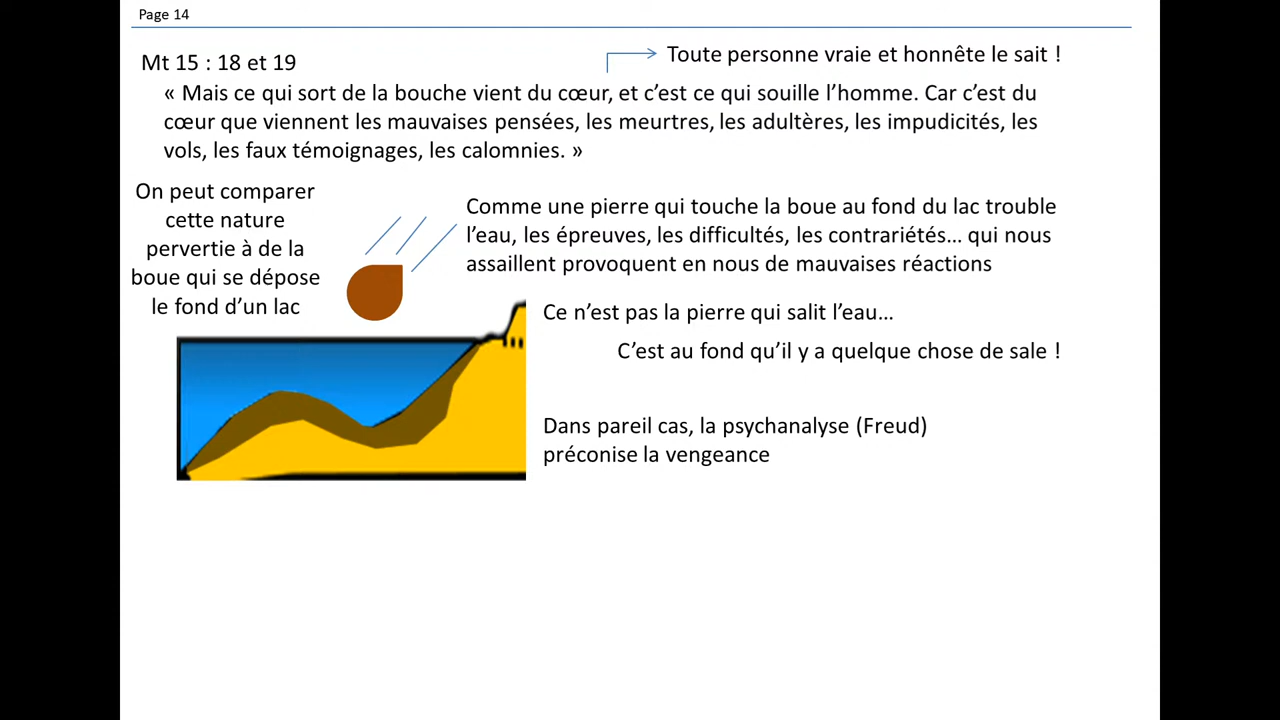 Page 14
Toute personne vraie et honnête le sait !
Mt 15 : 18 et 19
« Mais ce qui sort de la bouche vient du cœur, et c’est ce qui souille l’homme. Car c’est du
cœur que viennent les mauvaises pensées, les meurtres, les adultères, les impudicités, les
vols, les faux témoignages, les calomnies. »
On peut comparer
cette nature
pervertie à de la
boue qui se dépose
le fond d’un lac
Comme une pierre qui touche la boue au fond du lac trouble
l’eau, les épreuves, les difficultés, les contrariétés… qui nous
assaillent provoquent en nous de mauvaises réactions
Ce n’est pas la pierre qui salit l’eau…
C’est au fond qu’il y a quelque chose de sale !
Dans pareil cas, la psychanalyse (Freud)
préconise la vengeance